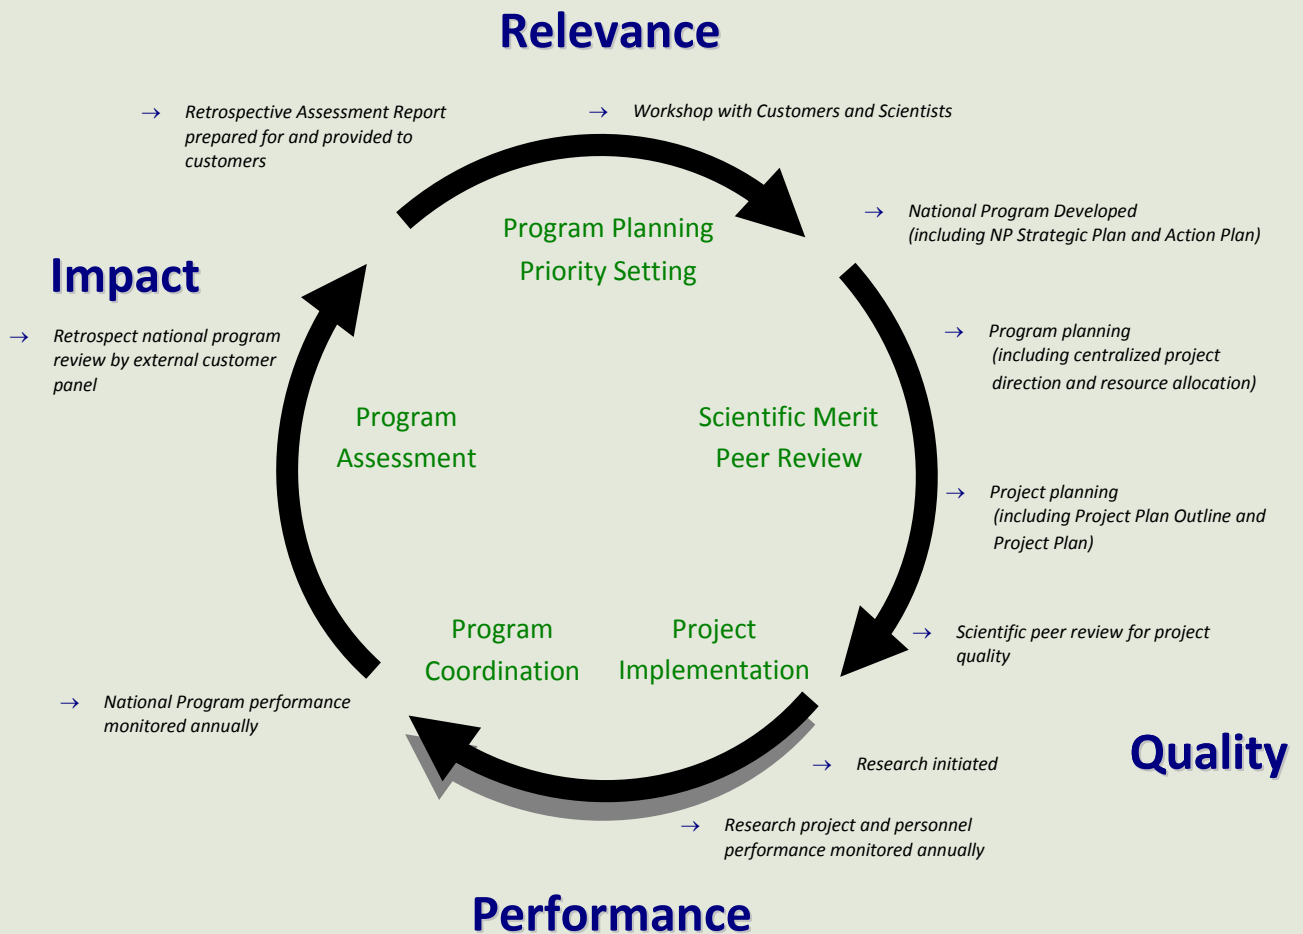 Relevance
→ Retrospective Assessment Report
prepared for and provided to
customers
→ Workshop with Customers and Scientists
Program Planning
Priority Setting
→ National Program Developed
(including NP Strategic Plan and Action Plan)
Impact
→ Retrospect national program
review by external customer
panel
→ Program planning
(including centralized project
direction and resource allocation)
Program
Assessment
Scientific Merit
Peer Review
→ Project planning
(including Project Plan Outline and
Project Plan)
Program
Coordination
Project
Implementation
→ Scientific peer review for project
quality
→ National Program performance
monitored annually
Quality
→ Research initiated
→ Research project and personnel
performance monitored annually
Performance